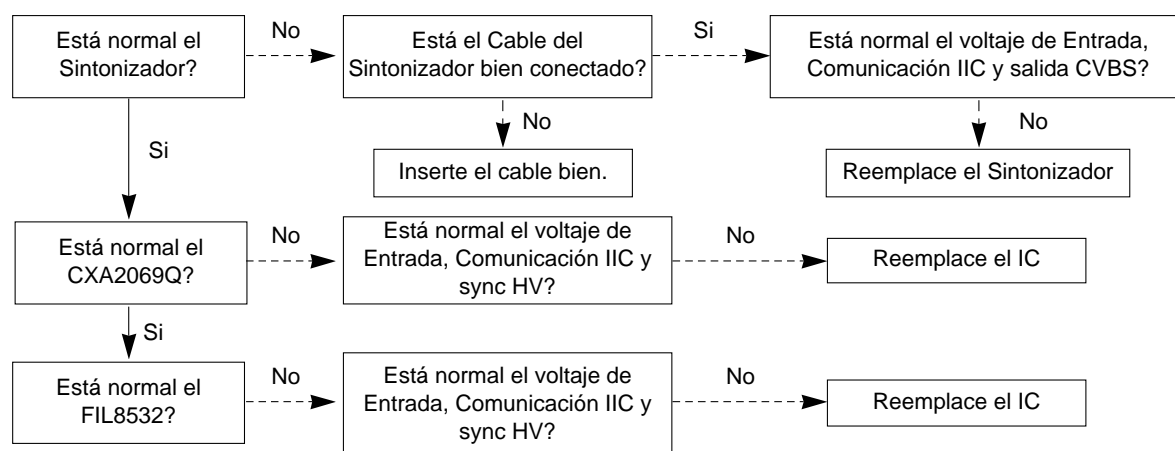 Está normal el
Sintonizador?
No
Está el Cable del
Sintonizador bien conectado?
Si
Está normal el voltaje de Entrada,
Comunicación IIC y salida CVBS?
Si
No
Inserte el cable bien.
No
Reemplace el Sintonizador
Está normal el
CXA2069Q?
No
Está normal el voltaje de
Entrada, Comunicación IIC y
sync HV?
No
Reemplace el IC
Si
Está normal el
FIL8532?
No
Está normal el voltaje de
Entrada, Comunicación IIC y
sync HV?
No
Reemplace el IC